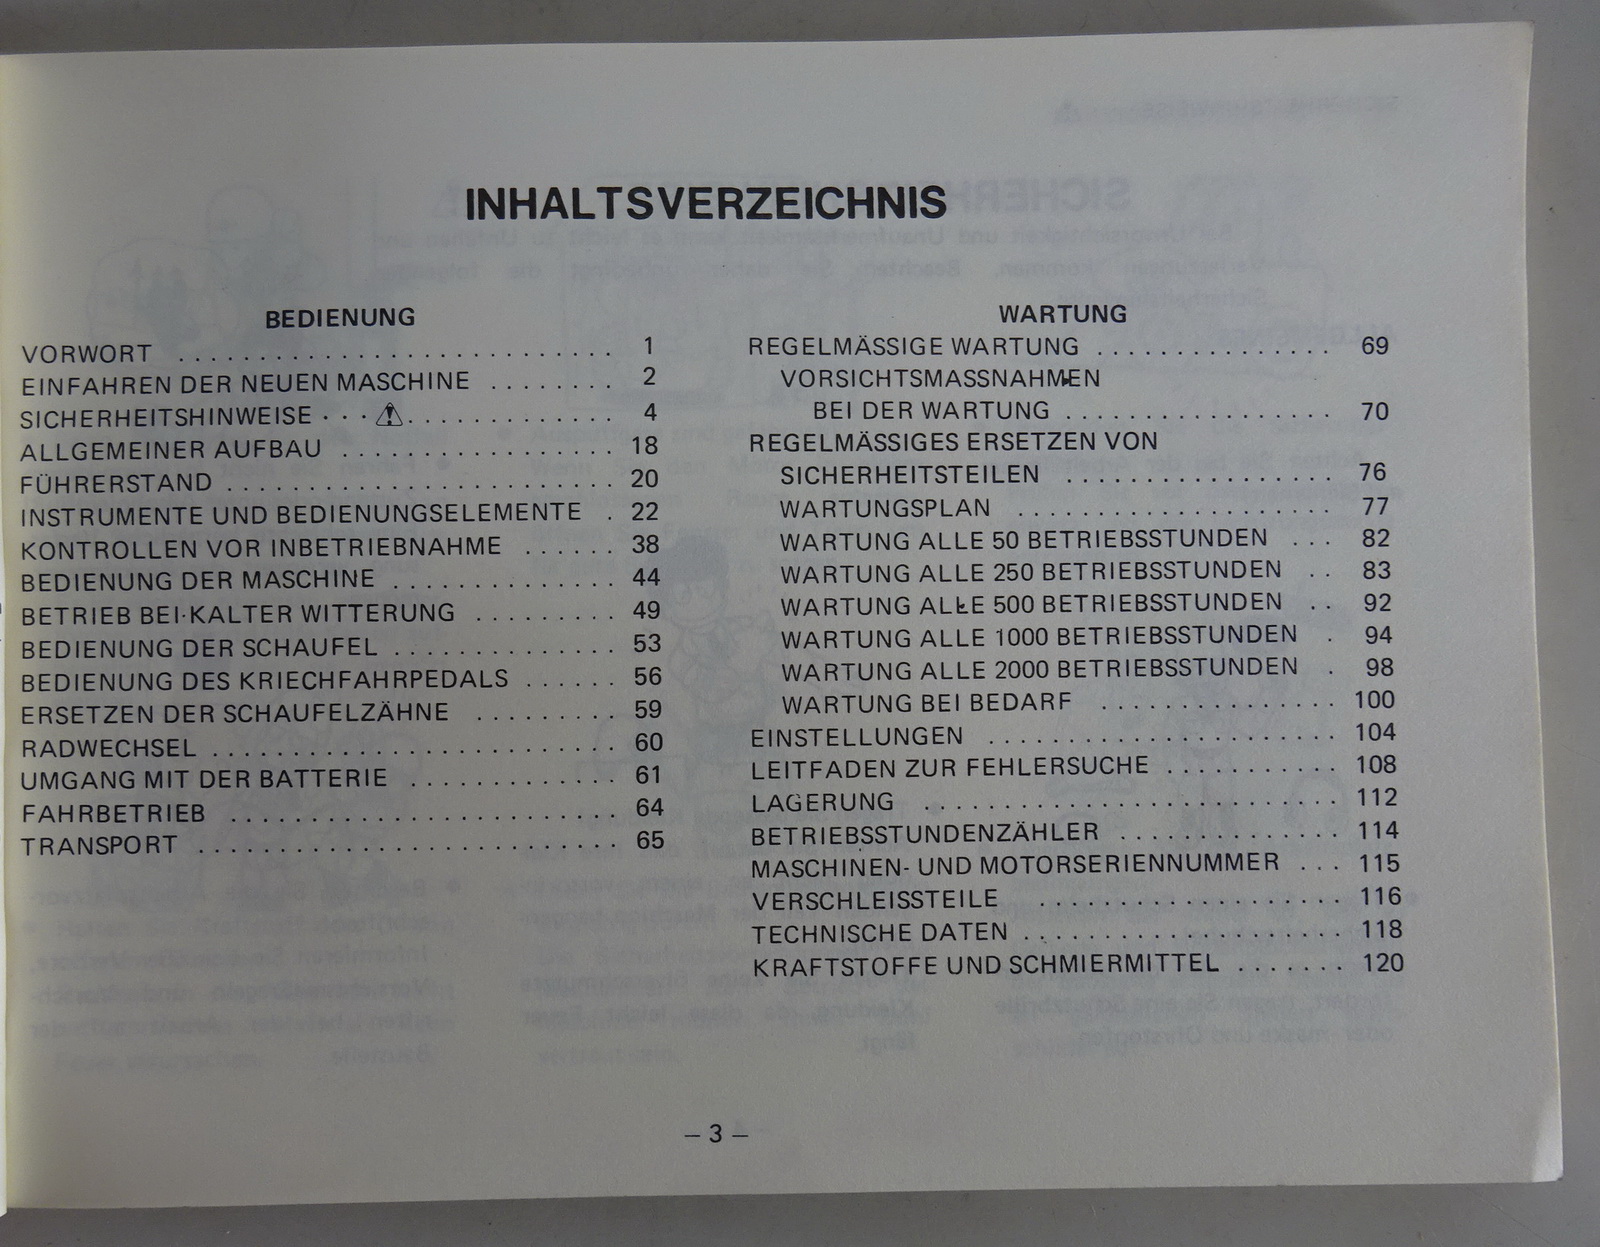 INHALTSVERZEICHNIS
BEDIENUNG
VORWORT . . . . . . . . . . . . . . . . . . . . . . . . . . . 1
EINFAHREN DER NEUEN MASCHINE . . . . . . . . 2
SICHERHEITSHINWEISE . . . ⚠ . . . . . . . . . . . . . 4
ALLGEMEINER AUFBAU . . . . . . . . . . . . . . . . . 18
FÜHRERSTAND . . . . . . . . . . . . . . . . . . . . . . . . 20
INSTRUMENTE UND BEDIENUNGSELEMENTE . 22
KONTROLLEN VOR INBETRIEBNAHME . . . . . . 38
BEDIENUNG DER MASCHINE . . . . . . . . . . . . . . 44
BETRIEB BEI·KALTER WITTERUNG . . . . . . . . . 49
BEDIENUNG DER SCHAUFEL . . . . . . . . . . . . . . 53
BEDIENUNG DES KRIECHFAHRPEDALS . . . . . . 56
ERSETZEN DER SCHAUFELZÄHNE . . . . . . . . . 59
RADWECHSEL . . . . . . . . . . . . . . . . . . . . . . . . . 60
UMGANG MIT DER BATTERIE . . . . . . . . . . . . . 61
FAHRBETRIEB . . . . . . . . . . . . . . . . . . . . . . . . 64
TRANSPORT . . . . . . . . . . . . . . . . . . . . . . . . . . 65
WARTUNG
REGELMÄSSIGE WARTUNG . . . . . . . . . . . . . . . 69
VORSICHTSMASSNAHMEN
BEI DER WARTUNG . . . . . . . . . . . . . . . . . 70
REGELMÄSSIGES ERSETZEN VON
SICHERHEITSTEILEN . . . . . . . . . . . . . . . . . 76
WARTUNGSPLAN . . . . . . . . . . . . . . . . . . . . 77
WARTUNG ALLE 50 BETRIEBSSTUNDEN . . . 82
WARTUNG ALLE 250 BETRIEBSSTUNDEN . . 83
WARTUNG ALLE 500 BETRIEBSSTUNDEN . . 92
WARTUNG ALLE 1000 BETRIEBSSTUNDEN . 94
WARTUNG ALLE 2000 BETRIEBSSTUNDEN . 98
WARTUNG BEI BEDARF . . . . . . . . . . . . . . . 100
EINSTELLUNGEN . . . . . . . . . . . . . . . . . . . . . . 104
LEITFADEN ZUR FEHLERSUCHE . . . . . . . . . . . 108
LAGERUNG . . . . . . . . . . . . . . . . . . . . . . . . . . 112
BETRIEBSSTUNDENZÄHLER . . . . . . . . . . . . . . 114
MASCHINEN- UND MOTORSERIENNUMMER . . . 115
VERSCHLEISSTEILE . . . . . . . . . . . . . . . . . . . 116
TECHNISCHE DATEN . . . . . . . . . . . . . . . . . . . . 118
KRAFTSTOFFE UND SCHMIERMITTEL . . . . . . . 120
– 3 –